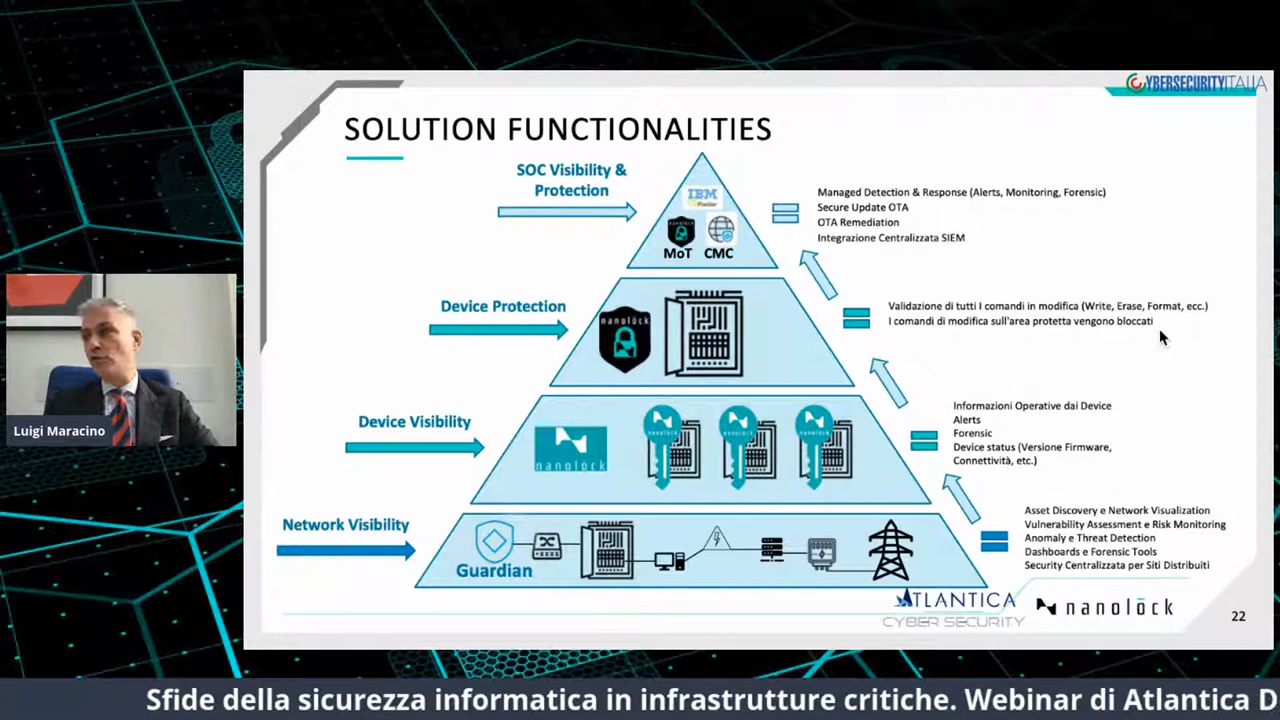 CYBERSECURITYITALIA
SOLUTION FUNCTIONALITIES
SOC Visibility &
Protection
IBM
MoT CMC
Managed Detection & Response (Alerts, Monitoring, Forensic)
Secure Update OTA
OTA Remediation
Integrazione Centralizzata SIEM
Device Protection
nanolock
Validazione di tutti I comandi in modifica (Write, Erase, Format, ecc.)
I comandi di modifica sull'area protetta vengono bloccati
Device Visibility
nanolock
nanolock nanolock nanolock
Informazioni Operative dai Device
Alerts
Forensic
Device status (Versione Firmware,
Connettività, etc.)
Network Visibility
Guardian
Asset Discovery e Network Visualization
Vulnerability Assessment e Risk Monitoring
Anomaly e Threat Detection
Dashboards e Forensic Tools
Security Centralizzata per Siti Distribuiti
ATLANTICA
CYBER SECURITY
nanolōck
22
Luigi Maracino
Sfide della sicurezza informatica in infrastrutture critiche. Webinar di Atlantica D